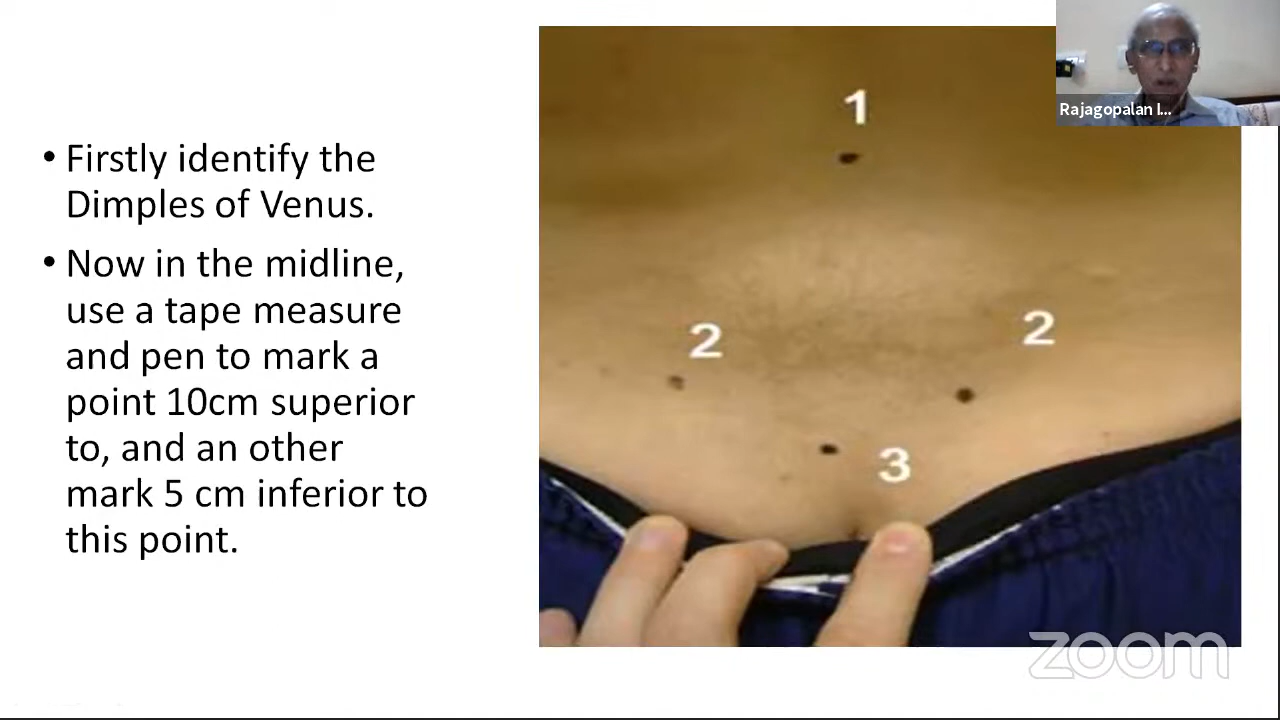 Rajagopalan I...
• Firstly identify the
Dimples of Venus.
• Now in the midline,
use a tape measure
and pen to mark a
point 10cm superior
to, and an other
mark 5 cm inferior to
this point.
1
2
2
3
zoom